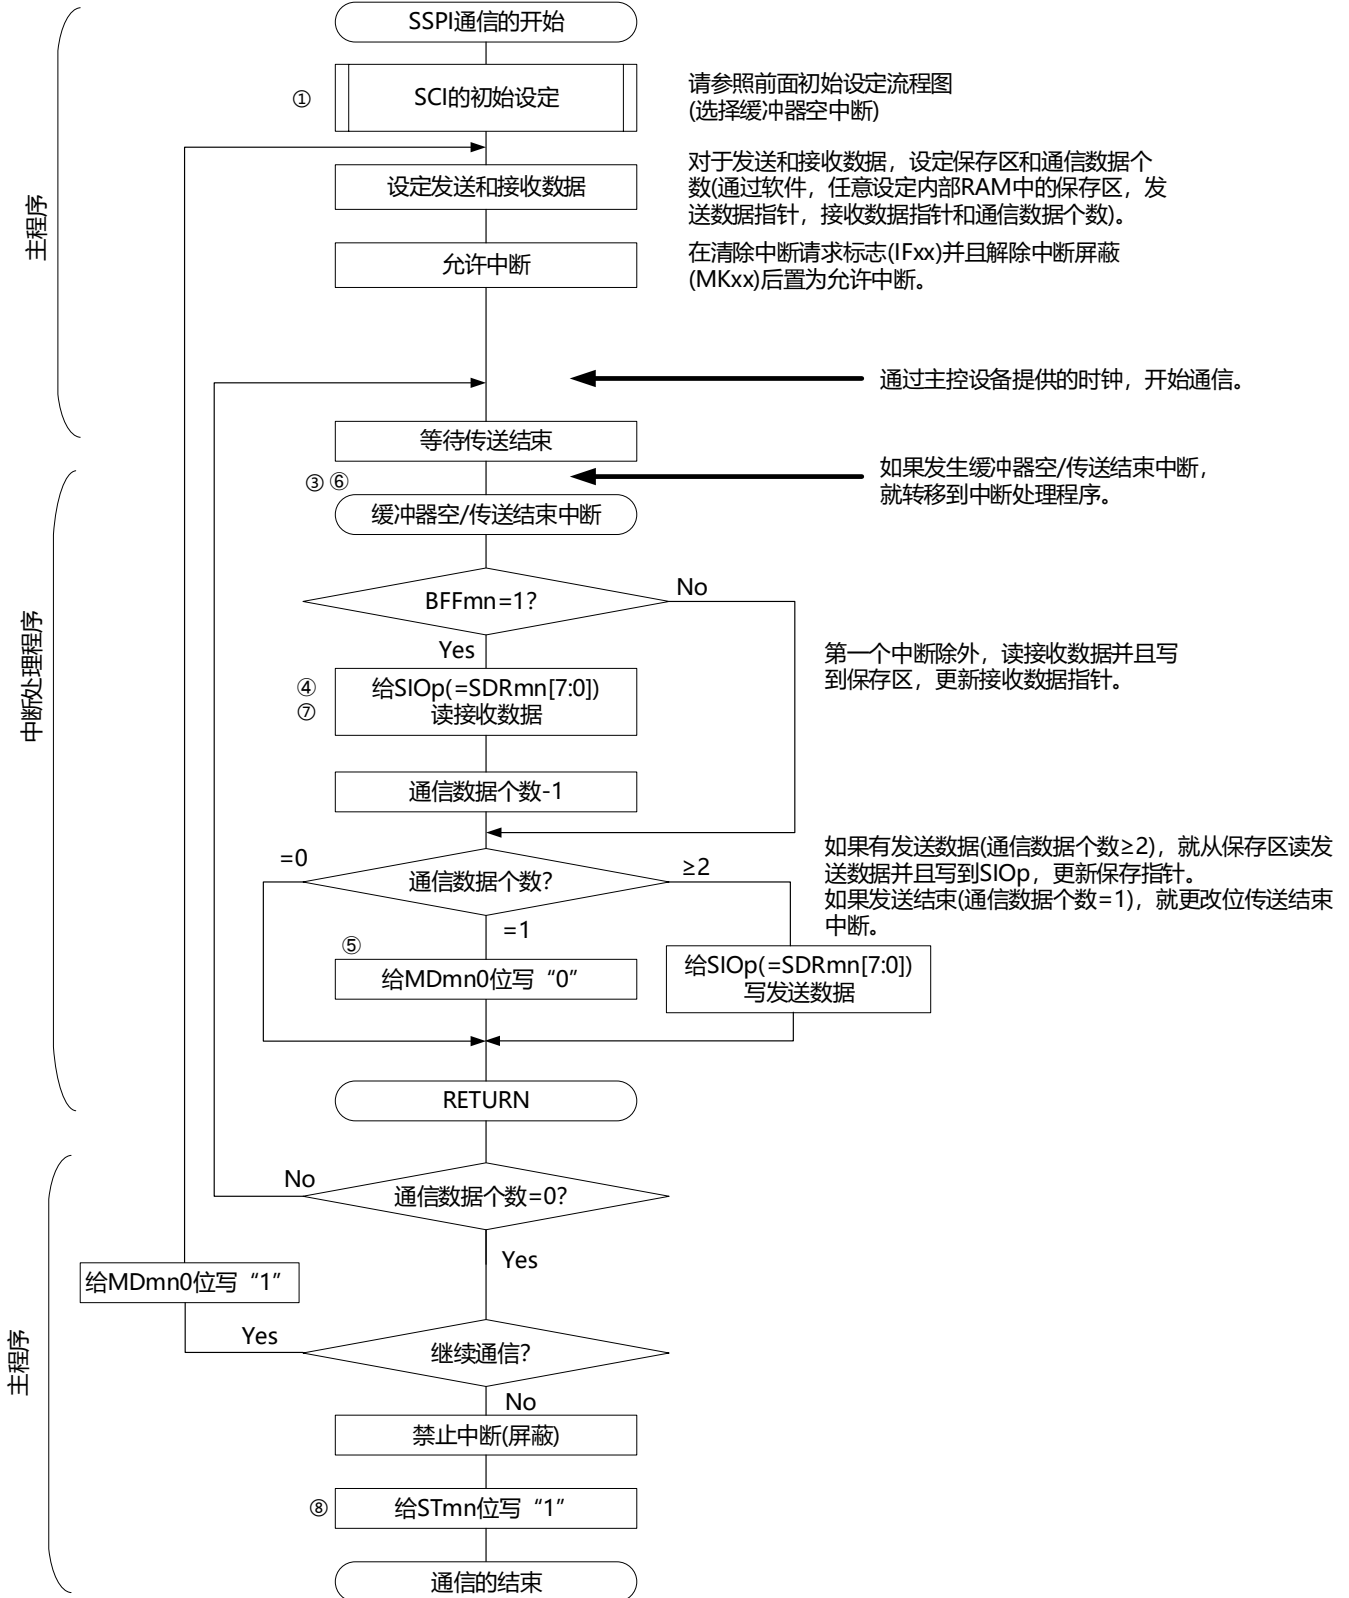 SSPI通信的开始
①
SCI的初始设定
请参照前面初始设定流程图
(选择缓冲器空中断)
设定发送和接收数据
对于发送和接收数据，设定保存区和通信数据个
数(通过软件，任意设定内部RAM中的保存区，发
送数据指针，接收数据指针和通信数据个数)。
主程序
允许中断
在清除中断请求标志(IFxx)并且解除中断屏蔽
(MKxx)后置为允许中断。
通过主控设备提供的时钟，开始通信。
等待传送结束
③ ⑥
如果发生缓冲器空/传送结束中断，
就转移到中断处理程序。
缓冲器空/传送结束中断
BFFmn=1?
No
Yes
中断处理程序
④
⑦
给SIOp(=SDRmn[7:0])
读接收数据
第一个中断除外，读接收数据并且写
到保存区，更新接收数据指针。
通信数据个数-1
=0
通信数据个数?
≥2
=1
如果有发送数据(通信数据个数≥2)，就从保存区读发
送数据并且写到SIOp，更新保存指针。
如果发送结束(通信数据个数=1)，就更改位传送结束
中断。
⑤
给MDmn0位写“0”
给SIOp(=SDRmn[7:0])
写发送数据
RETURN
No
通信数据个数=0?
Yes
给MDmn0位写“1”
Yes
继续通信?
No
主程序
禁止中断(屏蔽)
⑧
给STmn位写“1”
通信的结束